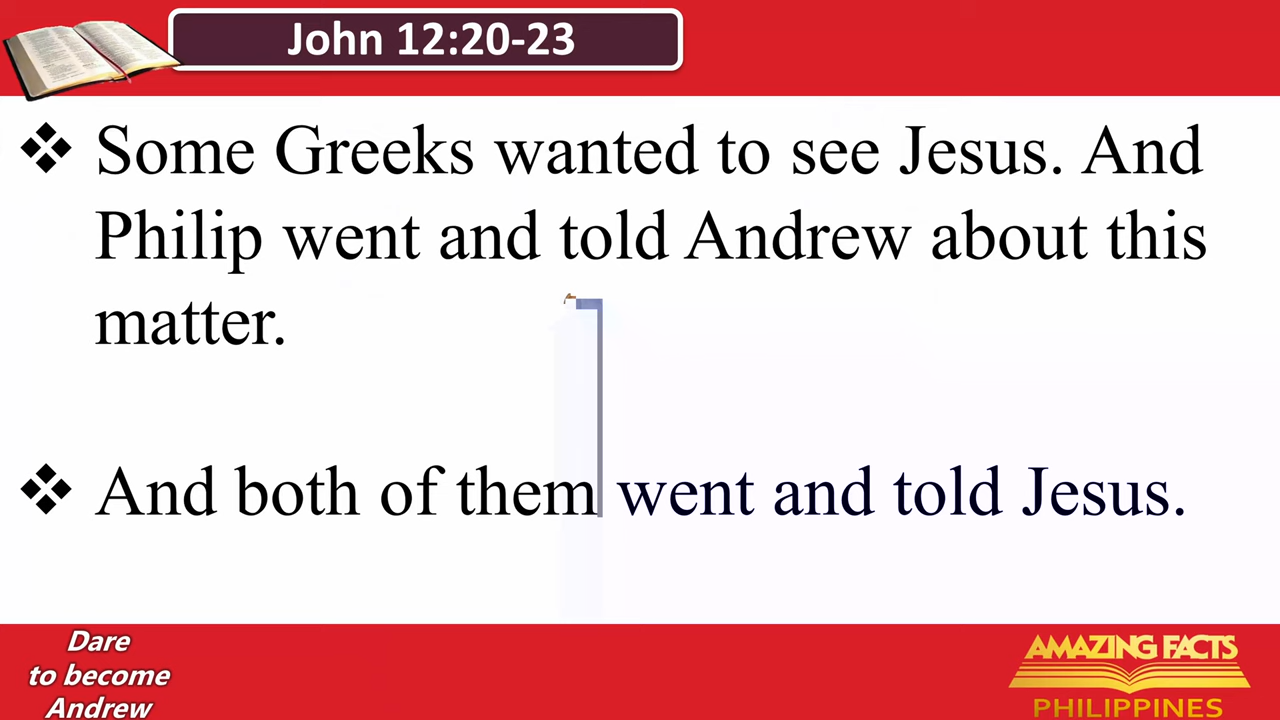 John 12:20-23
❖ Some Greeks wanted to see Jesus. And
Philip went and told Andrew about this
matter.
❖ And both of them went and told Jesus.
Dare
to become
Andrew
AMAZING FACTS
PHILIPPINES